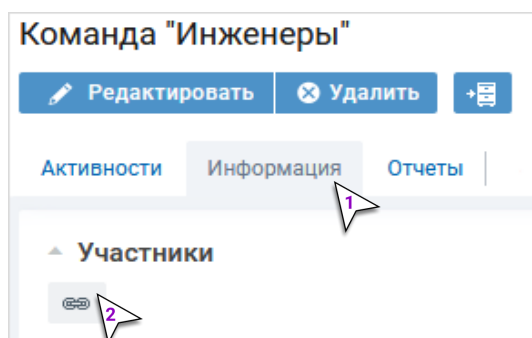 Команда "Инженеры"
Редактировать Удалить
Активности Информация Отчеты
1
Участники
2